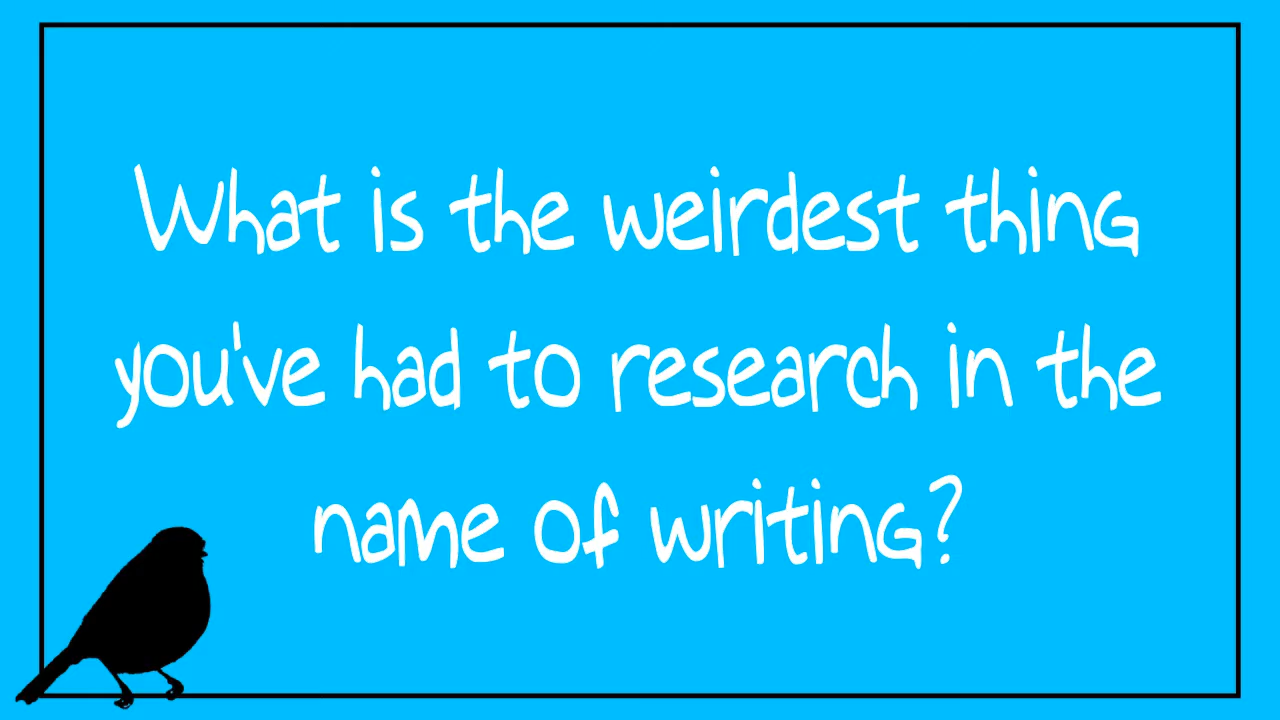 What is the weirdest thing
you've had to research in the
name of writing?